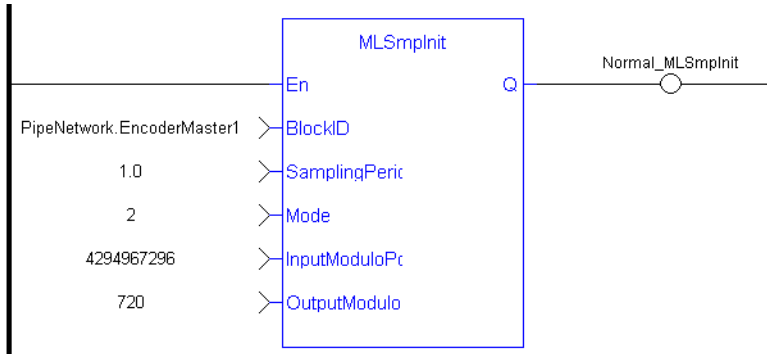 MLSmpInit
Normal_MLSmpInit
En
Q
PipeNetwork.EncoderMaster1
BlockID
1.0
SamplingPeric
2
Mode
4294967296
InputModuloPc
720
OutputModulo